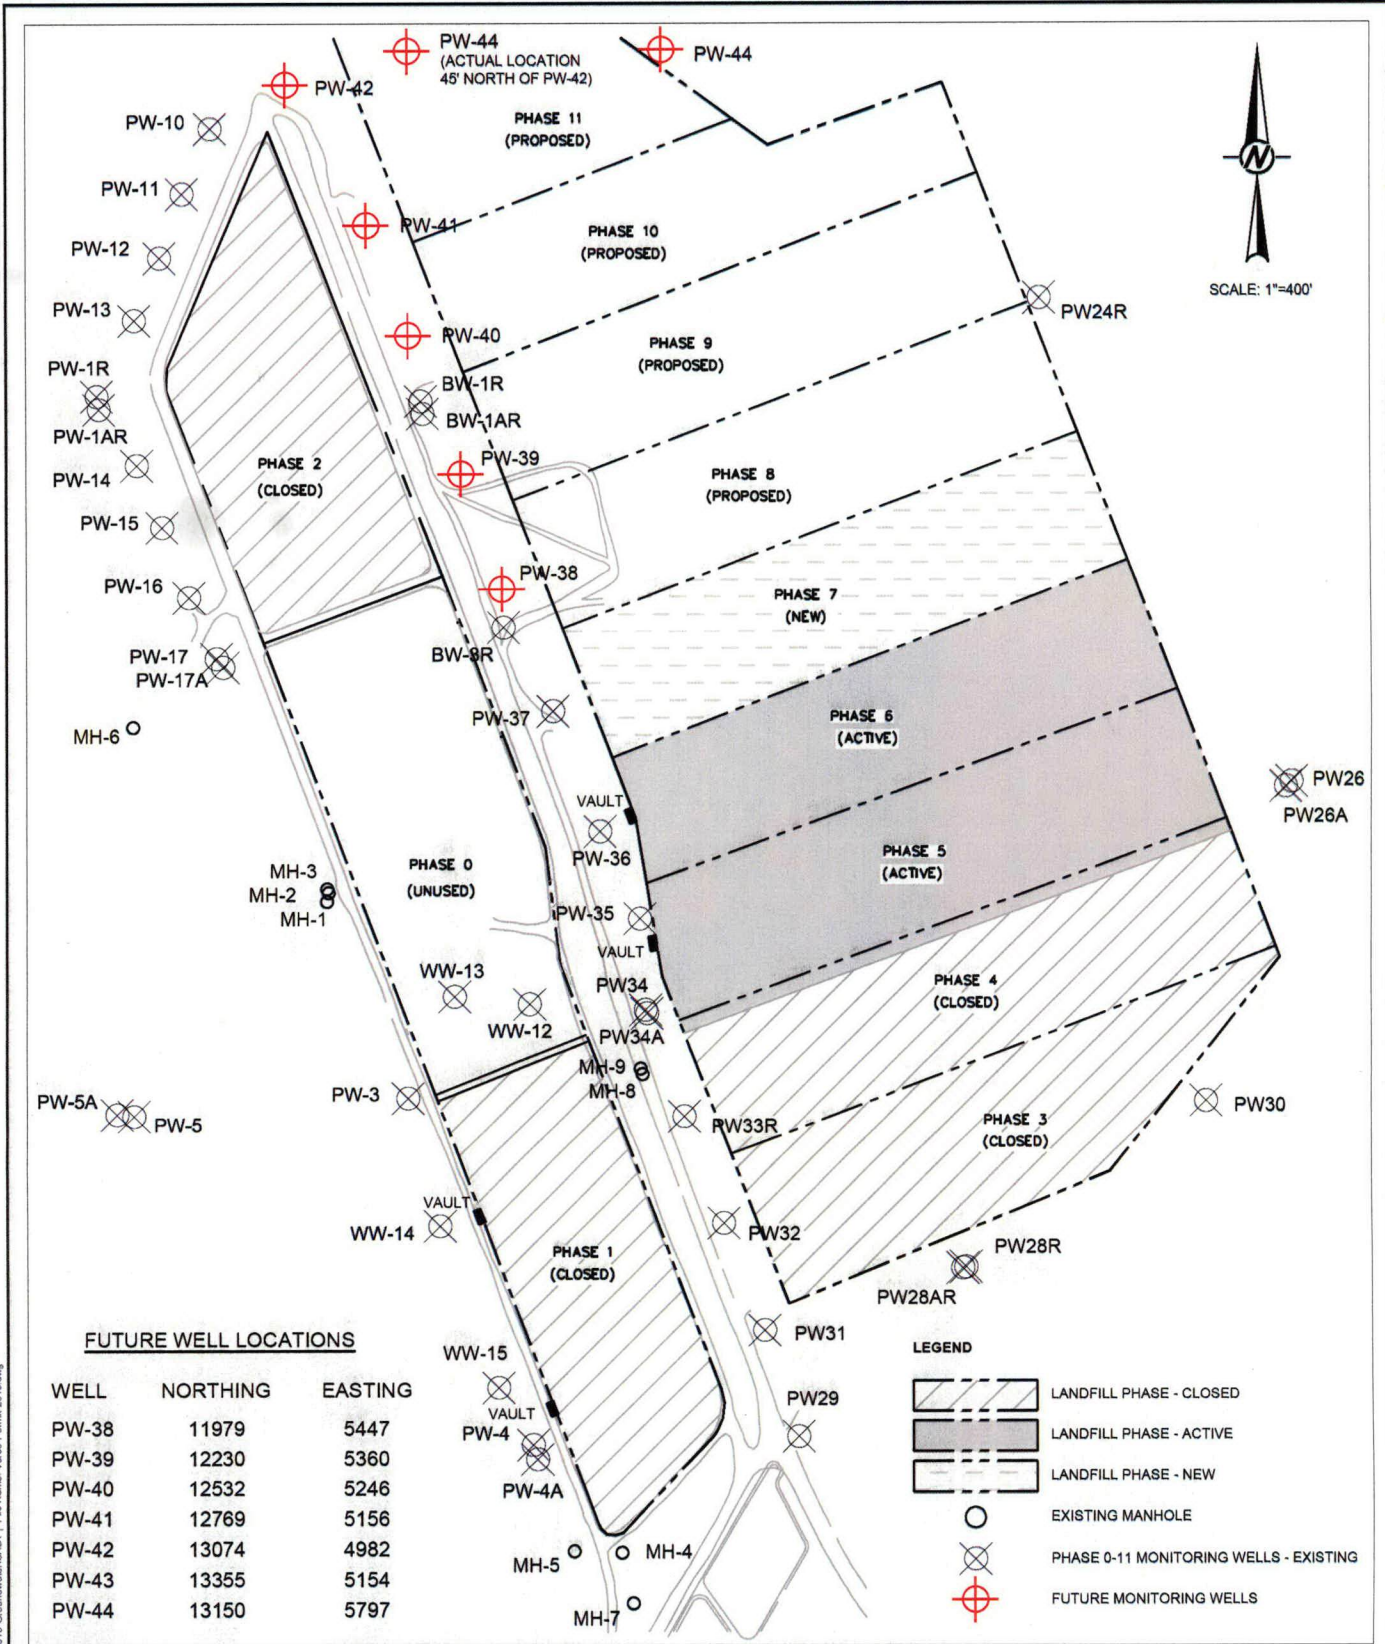 PW-44
(ACTUAL LOCATION
45' NORTH OF PW-42)
PW-44
PW-42
PW-10
PHASE 11
(PROPOSED)
N
PW-11
PW-41
PHASE 10
(PROPOSED)
PW-12
SCALE: 1"=400'
PW24R
PW-13
PW-40
PHASE 9
(PROPOSED)
PW-1R
BW-1R
PW-1AR
BW-1AR
PW-14
PHASE 2
(CLOSED)
PW-39
PHASE 8
(PROPOSED)
PW-15
PW-16
PW-38
PHASE 7
(NEW)
PW-17
PW-17A
BW-3R
MH-6
PW-37
PHASE 6
(ACTIVE)
PW26
PW26A
VAULT
PW-36
PHASE 5
(ACTIVE)
MH-3
MH-2
MH-1
PHASE 0
(UNUSED)
PW-35
VAULT
WW-13
WW-12
PW34
PW34A
PHASE 4
(CLOSED)
MH-9
MH-8
PW-3
PW-5A
PW-5
PW33R
PHASE 3
(CLOSED)
PW30
VAULT
WW-14
PW32
PHASE 1
(CLOSED)
PW28R
PW28AR
PW31
WW-15
VAULT
PW-4
PW-4A
PW29
MH-5
MH-4
MH-7
FUTURE WELL LOCATIONS
WELL NORTHING EASTING
PW-38 11979 5447
PW-39 12230 5360
PW-40 12532 5246
PW-41 12769 5156
PW-42 13074 4982
PW-43 13355 5154
PW-44 13150 5797
LEGEND
LANDFILL PHASE - CLOSED
LANDFILL PHASE - ACTIVE
LANDFILL PHASE - NEW
EXISTING MANHOLE
PHASE 0-11 MONITORING WELLS - EXISTING
FUTURE MONITORING WELLS